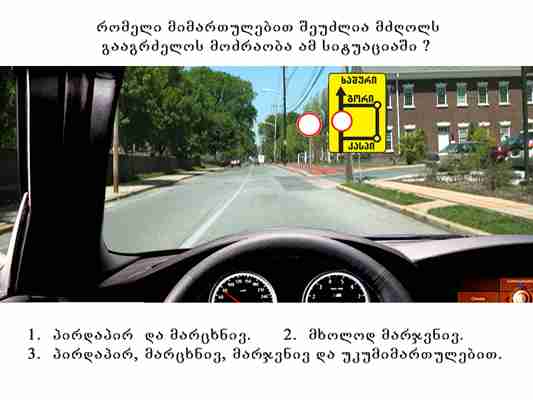 რომელი მიმართულებით შეუძლია მძღოლს
გააგრძელოს მოძრაობა ამ სიტუაციაში ?
ხაშური
გორი
კასპი
1. პირდაპირ და მარცხნივ. 2. მხოლოდ მარჯვნივ.
3. პირდაპირ, მარცხნივ, მარჯვნივ და უკუმიმართულებით.